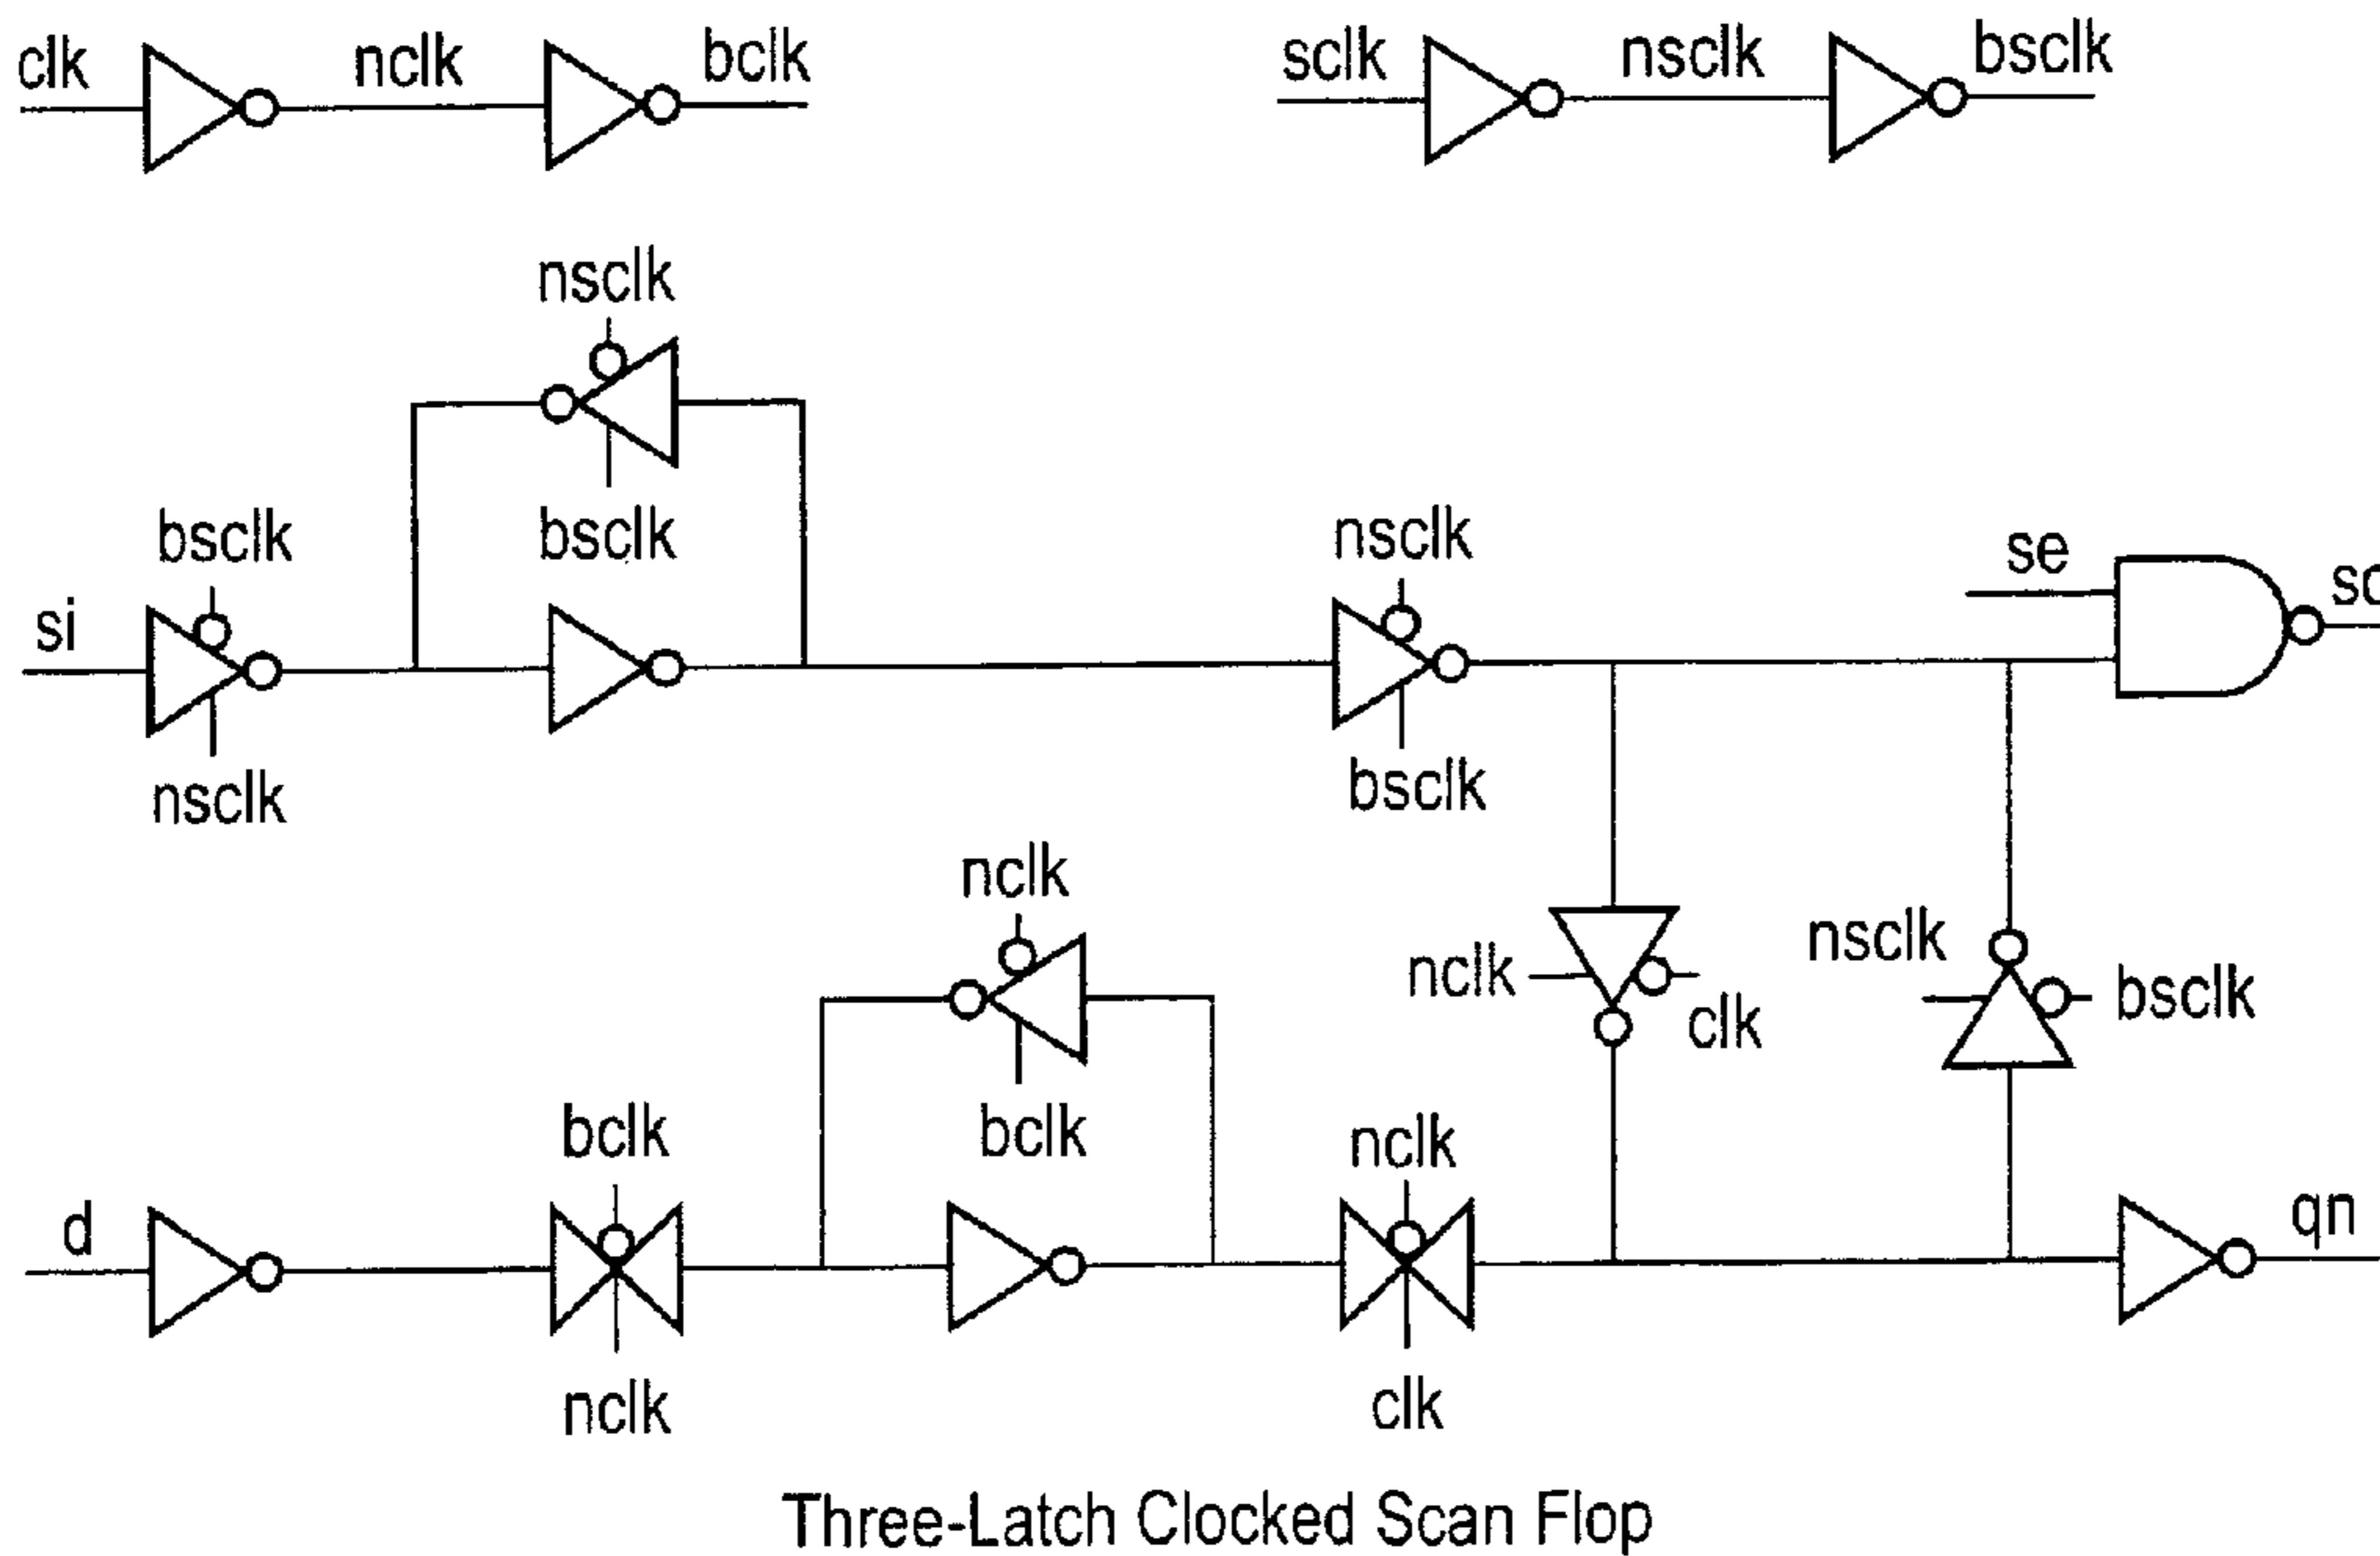 clk nclk bclk sclk nsclk bsclk
nsclk
bsclk bsclk nsclk se
si
nsclk bsclk
nclk
nsclk
nclk bsclk
clk
bclk bclk nclk
d qn
nclk clk
Three-Latch Clocked Scan Flop